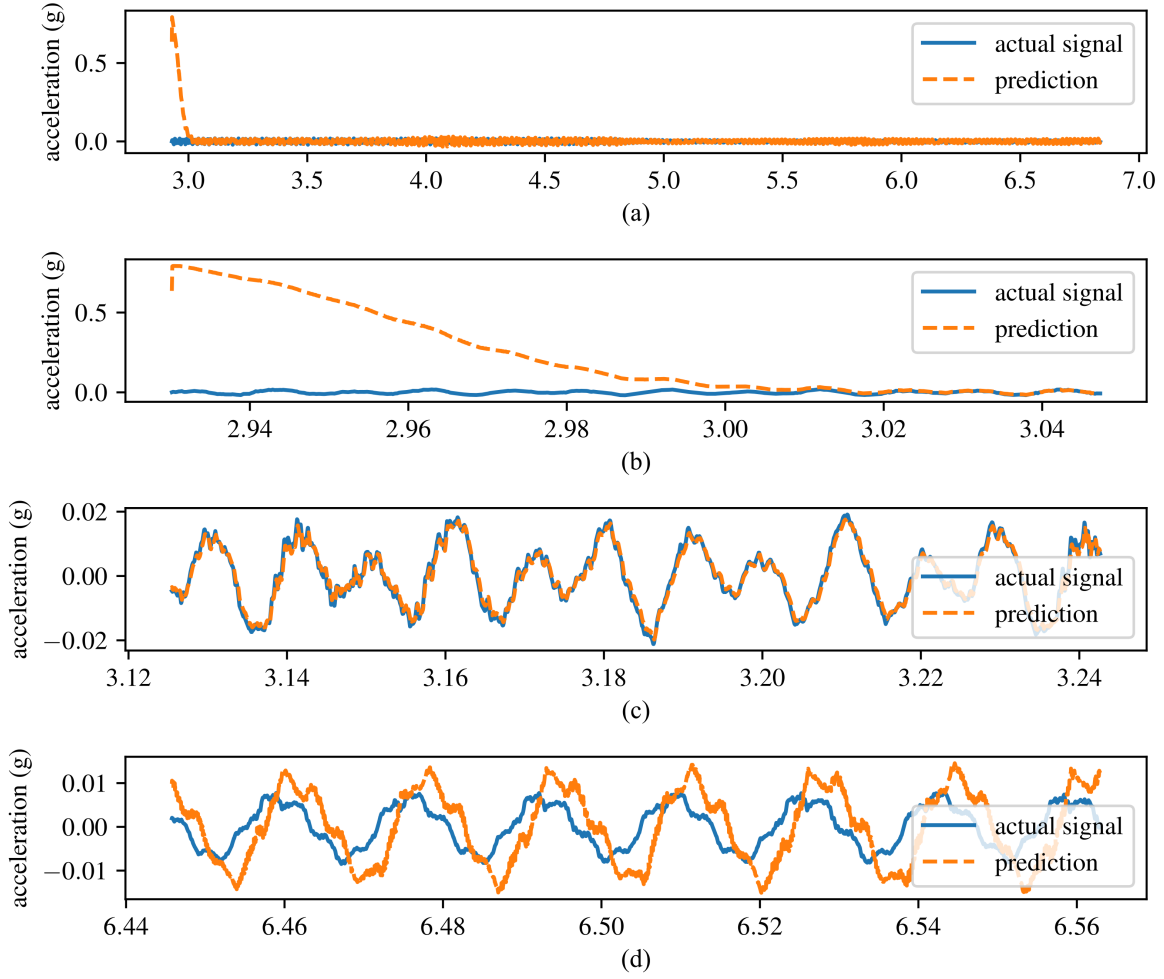 acceleration (g)
0.5
0.0
actual signal
prediction
3.0 3.5 4.0 4.5 5.0 5.5 6.0 6.5 7.0
(a)
acceleration (g)
0.5
0.0
actual signal
prediction
2.94 2.96 2.98 3.00 3.02 3.04
(b)
acceleration (g)
0.02
0.00
−0.02
actual signal
prediction
3.12 3.14 3.16 3.18 3.20 3.22 3.24
(c)
acceleration (g)
0.01
0.00
−0.01
actual signal
prediction
6.44 6.46 6.48 6.50 6.52 6.54 6.56
(d)